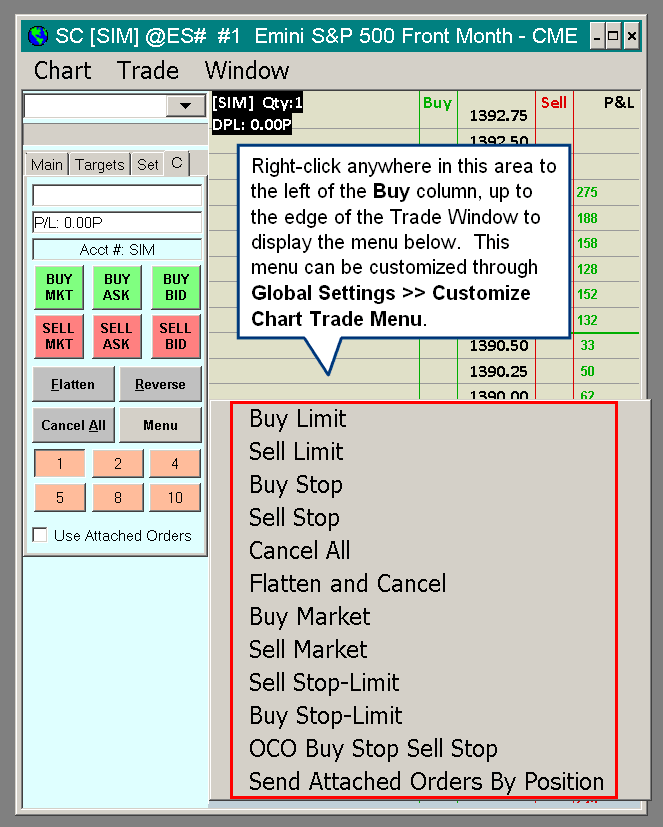 SC [SIM] @ES# #1 Emini S&P 500 Front Month - CME
Chart Trade Window
[SIM] Qty:1
DPL: 0.00P
Buy
Sell
P&L
1392.75
1392.50
Main Targets Set C
P/L: 0.00P
Acct #: SIM
BUY MKT
BUY ASK
BUY BID
SELL MKT
SELL ASK
SELL BID
Flatten
Reverse
Cancel All
Menu
1 2 4
5 8 10
Use Attached Orders
Right-click anywhere in this area to
the left of the Buy column, up to
the edge of the Trade Window to
display the menu below. This
menu can be customized through
Global Settings >> Customize
Chart Trade Menu.
275
188
158
128
152
132
1390.50 33
1390.25 50
1390.00 62
Buy Limit
Sell Limit
Buy Stop
Sell Stop
Cancel All
Flatten and Cancel
Buy Market
Sell Market
Sell Stop-Limit
Buy Stop-Limit
OCO Buy Stop Sell Stop
Send Attached Orders By Position